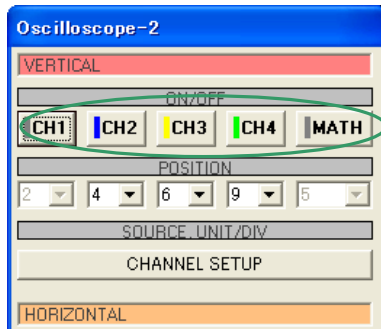 Oscilloscope-2
VERTICAL
ON/OFF
CH1 CH2 CH3 CH4 MATH
POSITION
2 4 6 9 5
SOURCE, UNIT/DIV
CHANNEL SETUP
HORIZONTAL